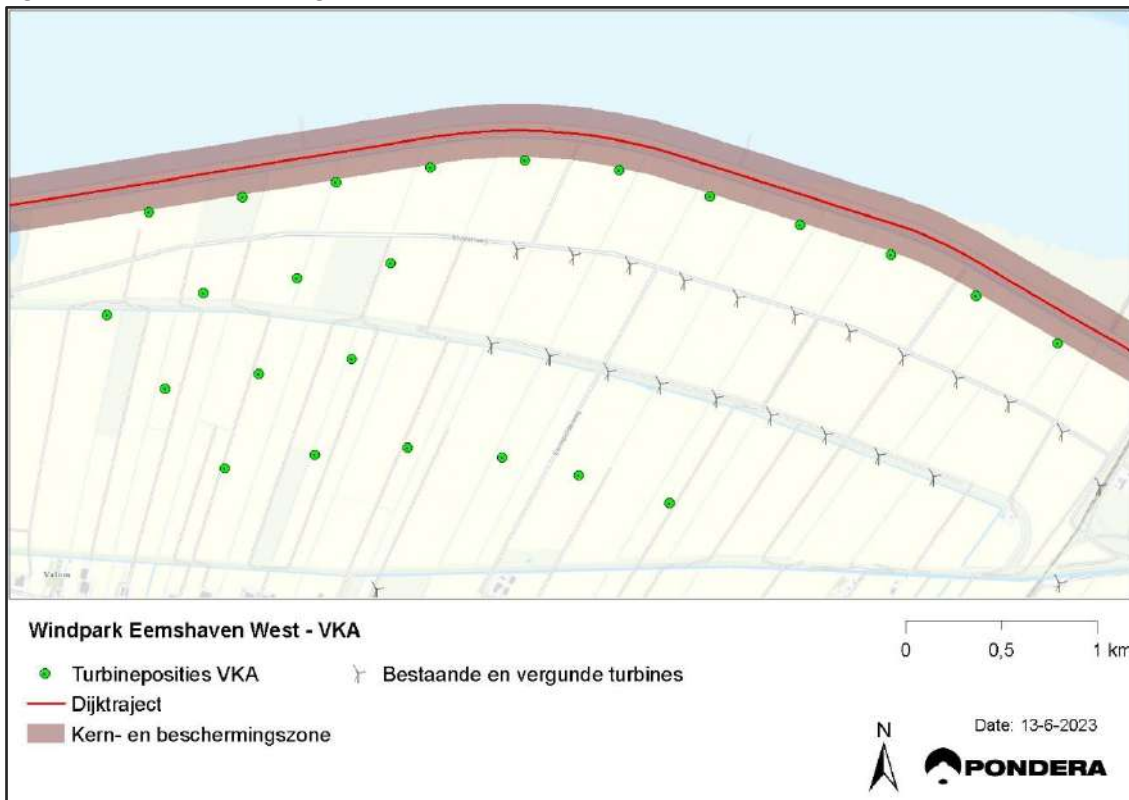 Valom
Windpark Eemshaven West - VKA
Turbineposities VKA
Bestaande en vergunde turbines
Dijktraject
Kern- en beschermingszone
0 0,5 1 km
N
Date: 13-6-2023
PONDERA